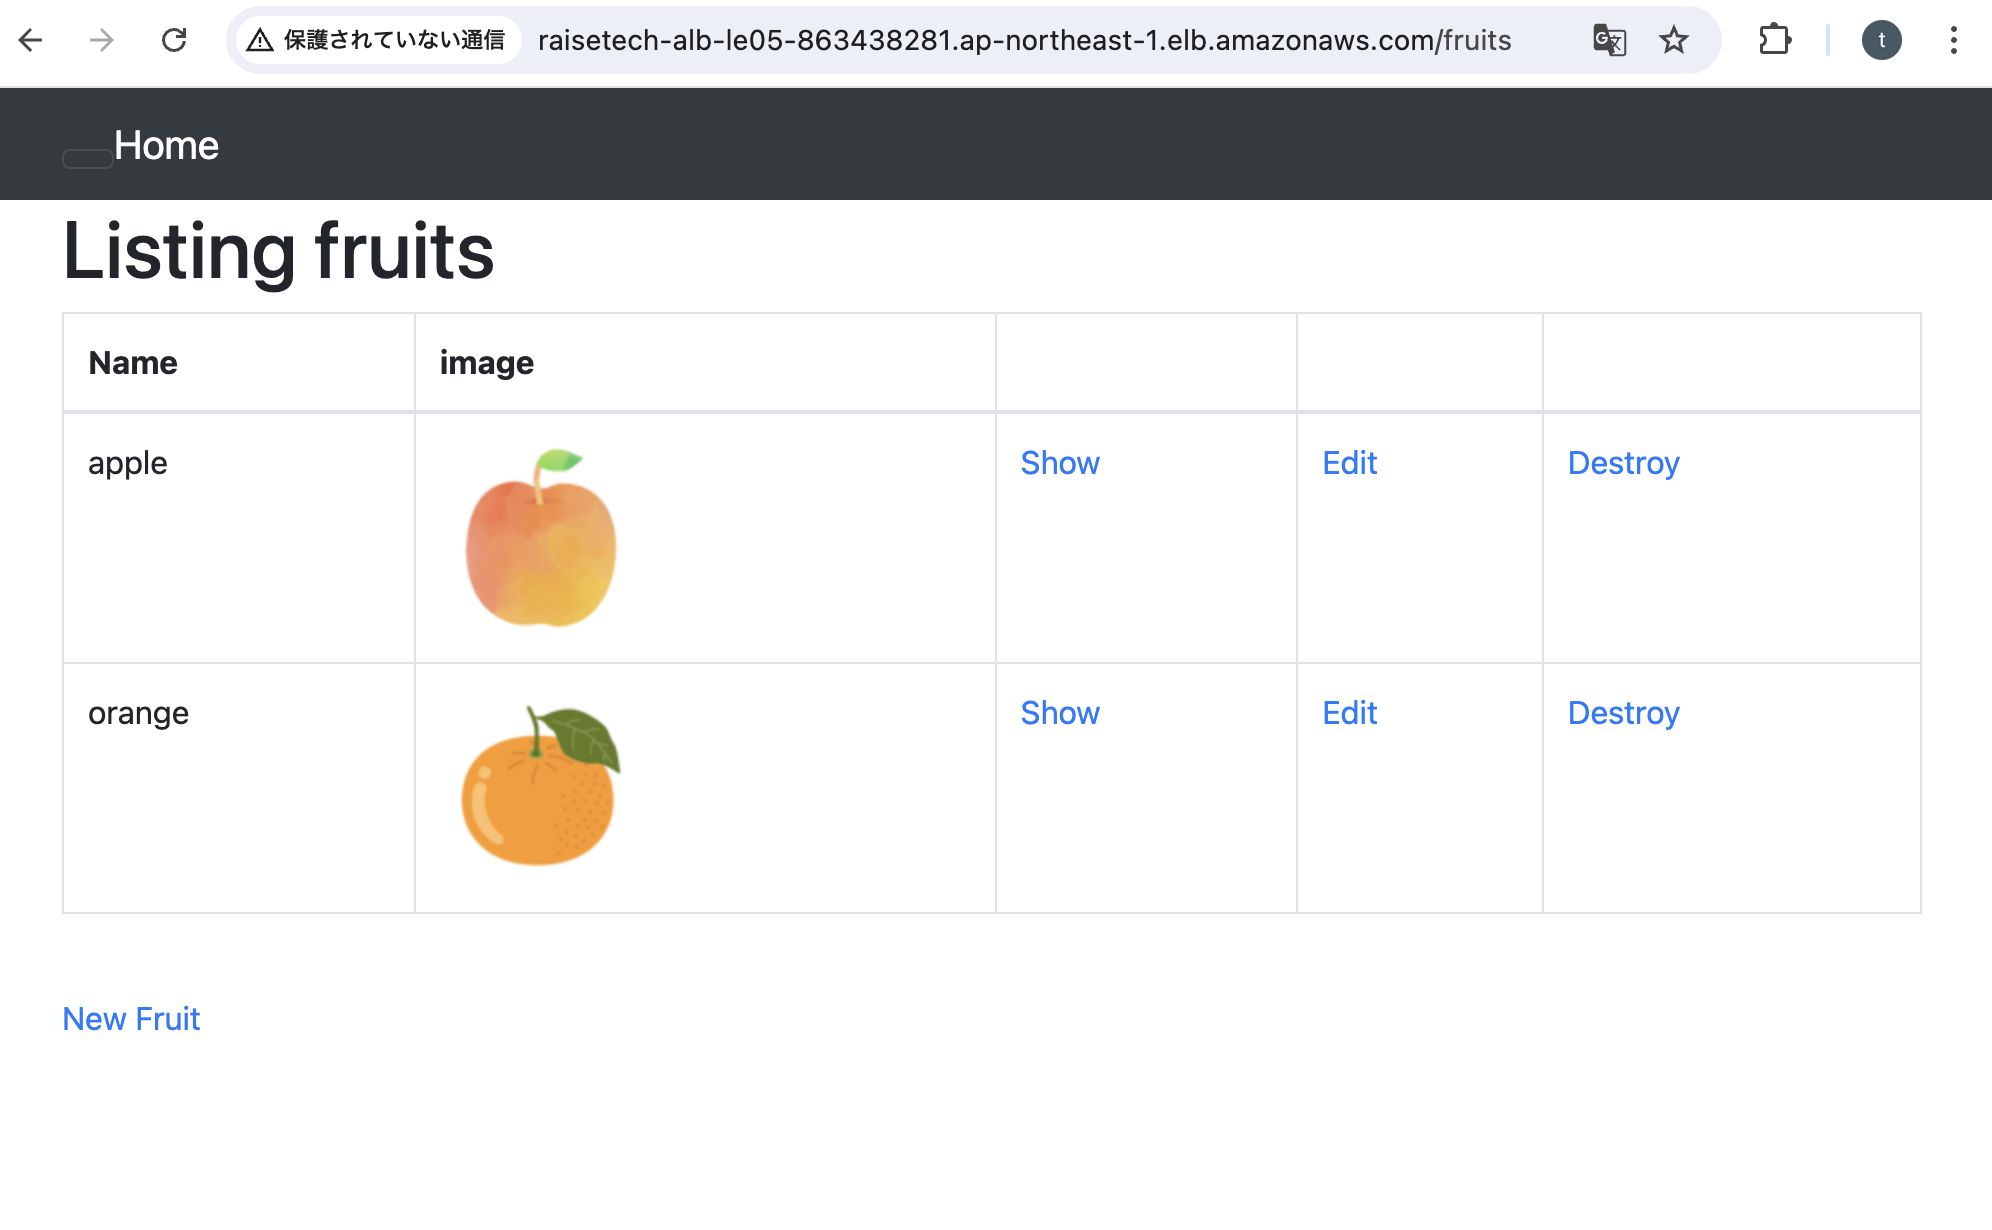 保護されていない通信 raisetech-alb-le05-863438281.ap-northeast-1.elb.amazonaws.com/fruits t
Home
Listing fruits
Name image
apple Show Edit Destroy
orange Show Edit Destroy
New Fruit